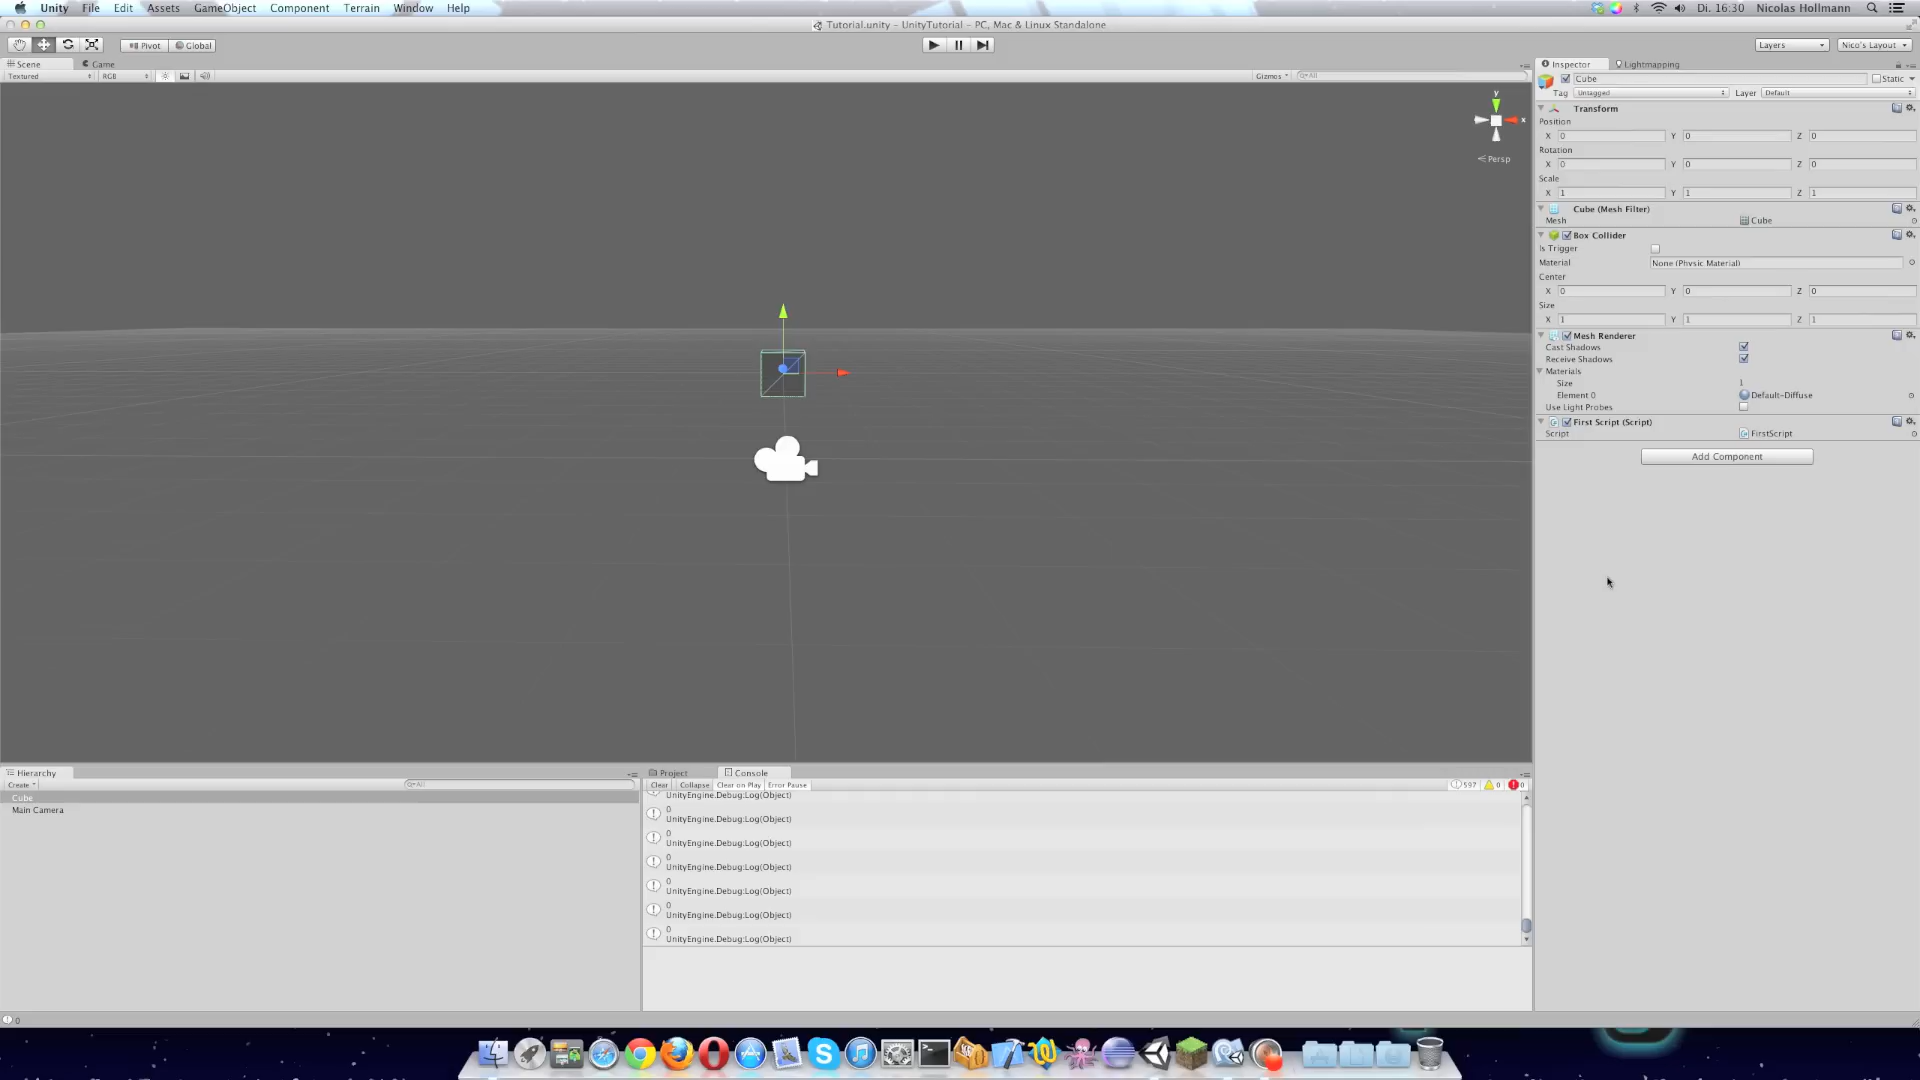 Unity File Edit Assets GameObject Component Terrain Window Help Di. 16:30 Nicolas Hollmann
Tutorial.unity – UnityTutorial – PC, Mac & Linux Standalone
Pivot Global Layers Nico's Layout
Scene Game
Textured RGB Gizmos All
y
x
Persp
Inspector Lightmapping
Cube Static
Tag Untagged Layer Default
Transform
Position
X 0 Y 0 Z 0
Rotation
X 0 Y 0 Z 0
Scale
X 1 Y 1 Z 1
Cube (Mesh Filter)
Mesh Cube
Box Collider
Is Trigger
Material None (Physic Material)
Center
X 0 Y 0 Z 0
Size
X 1 Y 1 Z 1
Mesh Renderer
Cast Shadows
Receive Shadows
Materials
Size 1
Element 0 Default-Diffuse
Use Light Probes
First Script (Script)
Script FirstScript
Add Component
Hierarchy
Create All
Cube
Main Camera
Project Console
Clear Collapse Clear on Play Error Pause 597 0 0
UnityEngine.Debug:Log(Object)
0
UnityEngine.Debug:Log(Object)
0
UnityEngine.Debug:Log(Object)
0
UnityEngine.Debug:Log(Object)
0
UnityEngine.Debug:Log(Object)
0
UnityEngine.Debug:Log(Object)
0
UnityEngine.Debug:Log(Object)
0